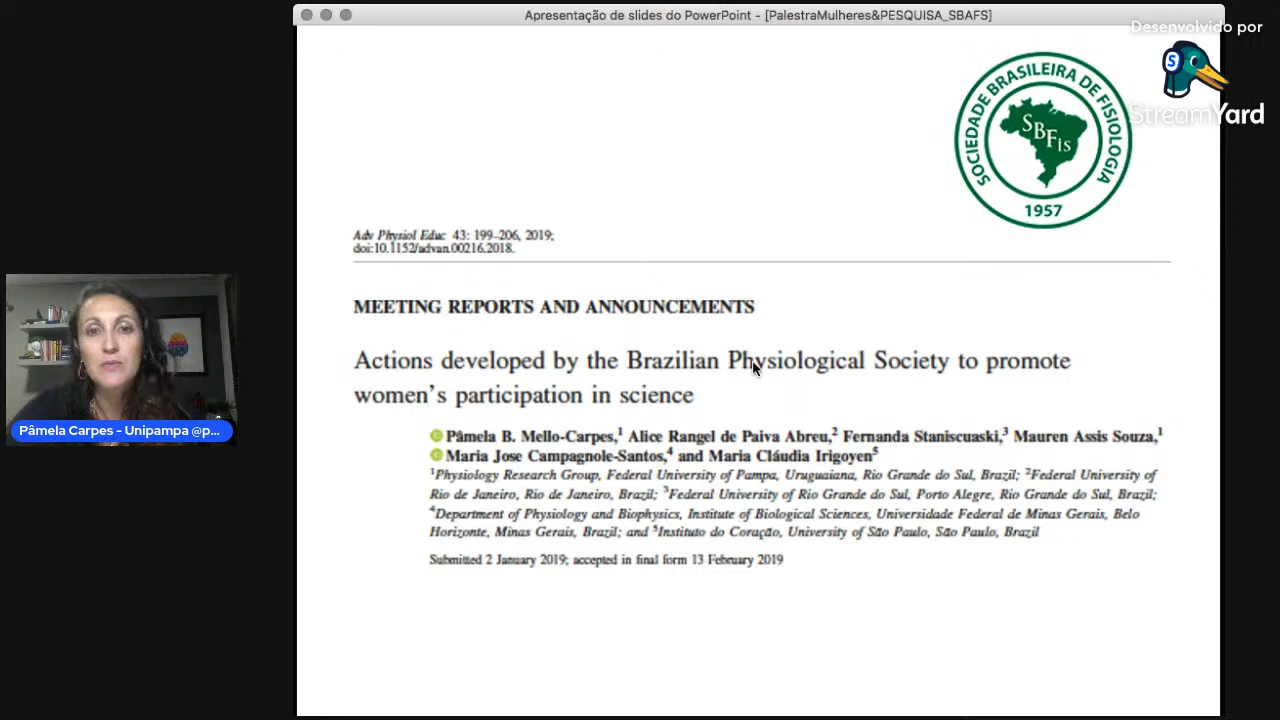 Apresentação de slides do PowerPoint - [PalestraMulheres&PESQUISA_SBAFS]
Desenvolvido por
S
StreamYard
SOCIEDADE BRASILEIRA DE FISIOLOGIA
SBFis
1957
Adv Physiol Educ 43: 199–206, 2019;
doi:10.1152/advan.00216.2018.
MEETING REPORTS AND ANNOUNCEMENTS
Actions developed by the Brazilian Physiological Society to promote
women's participation in science
iD Pâmela B. Mello-Carpes,¹ Alice Rangel de Paiva Abreu,² Fernanda Staniscuaski,³ Mauren Assis Souza,¹
iD Maria Jose Campagnole-Santos,⁴ and Maria Cláudia Irigoyen⁵
¹Physiology Research Group, Federal University of Pampa, Uruguaiana, Rio Grande do Sul, Brazil; ²Federal University of
Rio de Janeiro, Rio de Janeiro, Brazil; ³Federal University of Rio Grande do Sul, Porto Alegre, Rio Grande do Sul, Brazil;
⁴Department of Physiology and Biophysics, Institute of Biological Sciences, Universidade Federal de Minas Gerais, Belo
Horizonte, Minas Gerais, Brazil; and ⁵Instituto do Coração, University of São Paulo, São Paulo, Brazil
Submitted 2 January 2019; accepted in final form 13 February 2019
Pâmela Carpes - Unipampa @p...